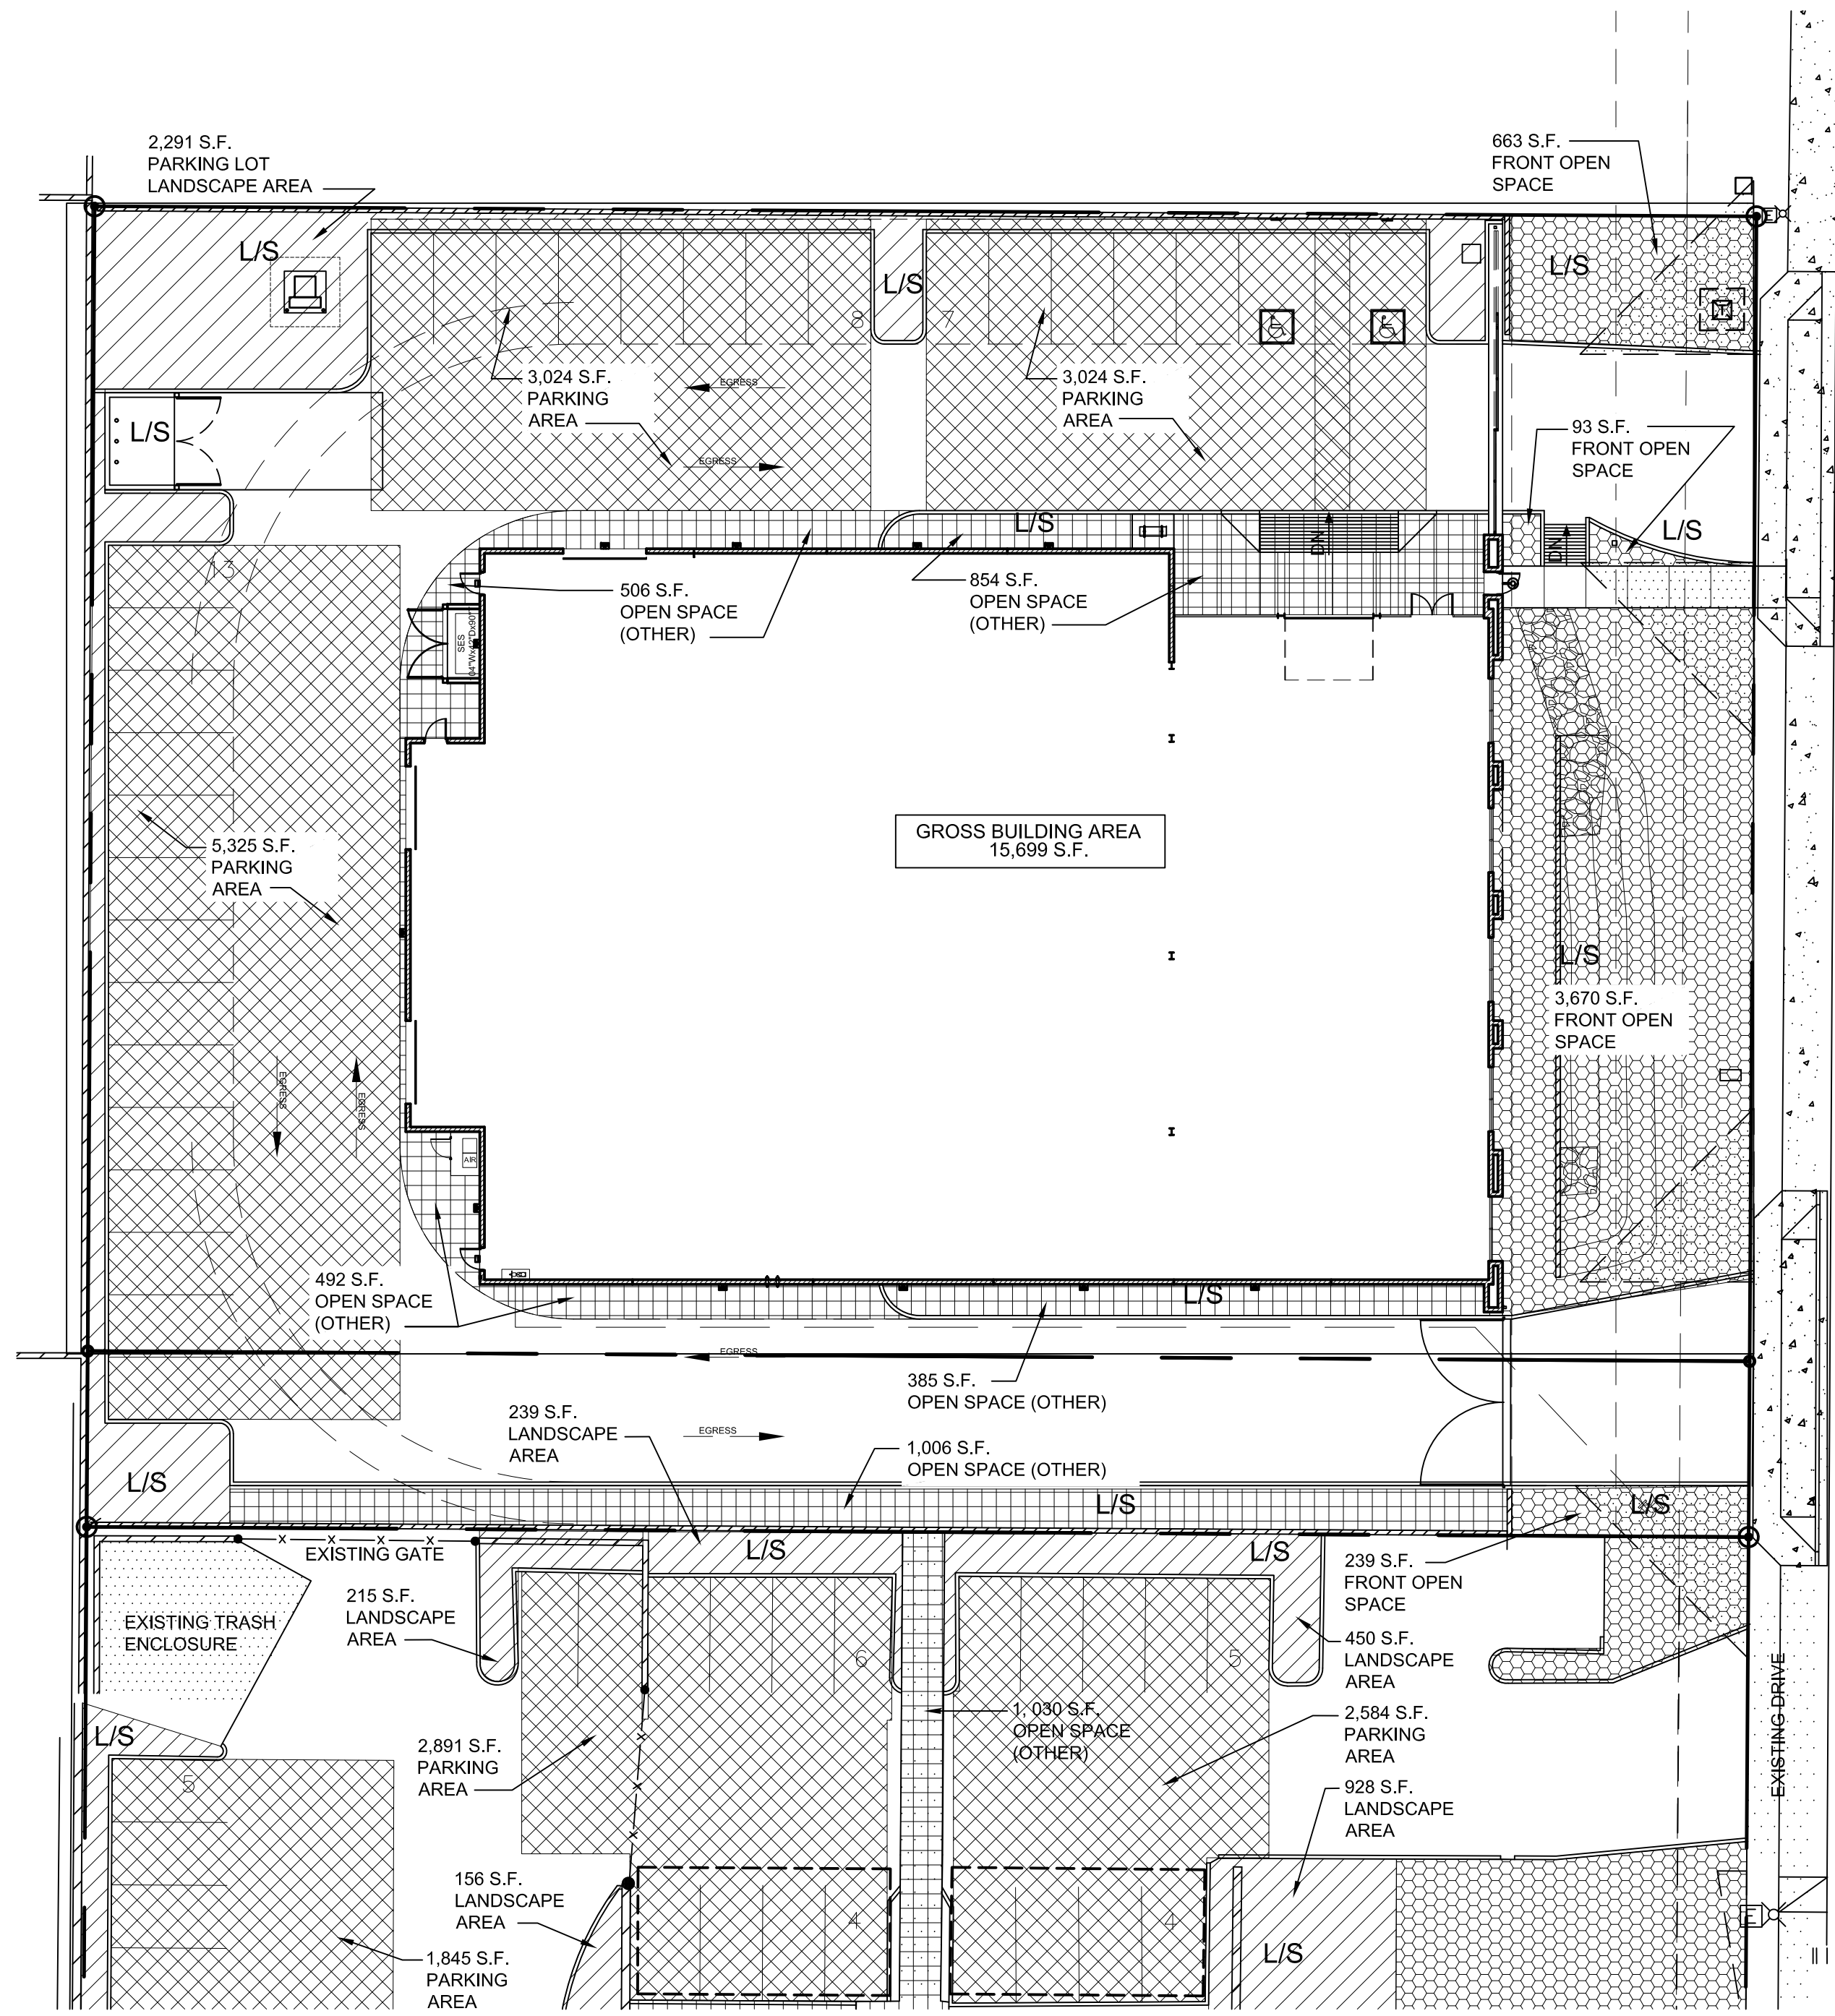 2,291 S.F.
PARKING LOT
LANDSCAPE AREA
663 S.F.
FRONT OPEN
SPACE
E
L/S
L/S
L/S
T
8
7
3,024 S.F.
PARKING
AREA
EGRESS
EGRESS
3,024 S.F.
PARKING
AREA
93 S.F.
FRONT OPEN
SPACE
L/S
L/S
L/S
DN
DN
13
506 S.F.
OPEN SPACE
(OTHER)
854 S.F.
OPEN SPACE
(OTHER)
SES
GROSS BUILDING AREA
15,699 S.F.
5,325 S.F.
PARKING
AREA
L/S
3,670 S.F.
FRONT OPEN
SPACE
EGRESS
EGRESS
AIR
492 S.F.
OPEN SPACE
(OTHER)
L/S
EGRESS
385 S.F.
OPEN SPACE (OTHER)
239 S.F.
LANDSCAPE
AREA
EGRESS
1,006 S.F.
OPEN SPACE (OTHER)
L/S
L/S
L/S
X X X X
EXISTING GATE
L/S
L/S
239 S.F.
FRONT OPEN
SPACE
215 S.F.
LANDSCAPE
AREA
EXISTING TRASH
ENCLOSURE
6
5
450 S.F.
LANDSCAPE
AREA
1, 030 S.F.
OPEN SPACE
(OTHER)
2,584 S.F.
PARKING
AREA
EXISTING DRIVE
L/S
2,891 S.F.
PARKING
AREA
X
X
X
5
928 S.F.
LANDSCAPE
AREA
156 S.F.
LANDSCAPE
AREA
4
4
E
L/S
1,845 S.F.
PARKING
AREA